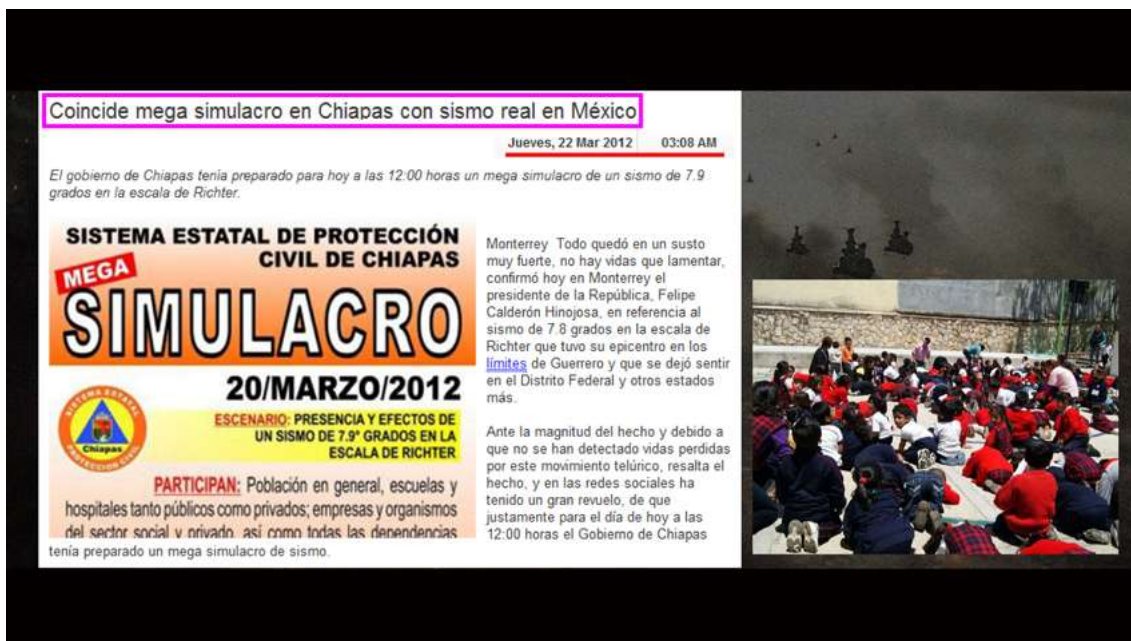 Coincide mega simulacro en Chiapas con sismo real en México
Jueves, 22 Mar 2012 03:08 AM
El gobierno de Chiapas tenía preparado para hoy a las 12:00 horas un mega simulacro de un sismo de 7.9
grados en la escala de Richter.
SISTEMA ESTATAL DE PROTECCIÓN
CIVIL DE CHIAPAS
MEGA
SIMULACRO
20/MARZO/2012
ESCENARIO: PRESENCIA Y EFECTOS DE
UN SISMO DE 7.9° GRADOS EN LA
ESCALA DE RICHTER
SISTEMA ESTATAL
Chiapas
PROTECCION CIVIL
PARTICIPAN: Población en general, escuelas y
hospitales tanto públicos como privados; empresas y organismos
del sector social y privado, así como todas las dependencias
Monterrey Todo quedó en un susto
muy fuerte, no hay vidas que lamentar,
confirmó hoy en Monterrey el
presidente de la República, Felipe
Calderón Hinojosa, en referencia al
sismo de 7.8 grados en la escala de
Richter que tuvo su epicentro en los
límites de Guerrero y que se dejó sentir
en el Distrito Federal y otros estados
más.
Ante la magnitud del hecho y debido a
que no se han detectado vidas perdidas
por este movimiento telúrico, resalta el
hecho, y en las redes sociales ha
tenido un gran revuelo, de que
justamente para el día de hoy a las
12:00 horas el Gobierno de Chiapas
tenía preparado un mega simulacro de sismo.